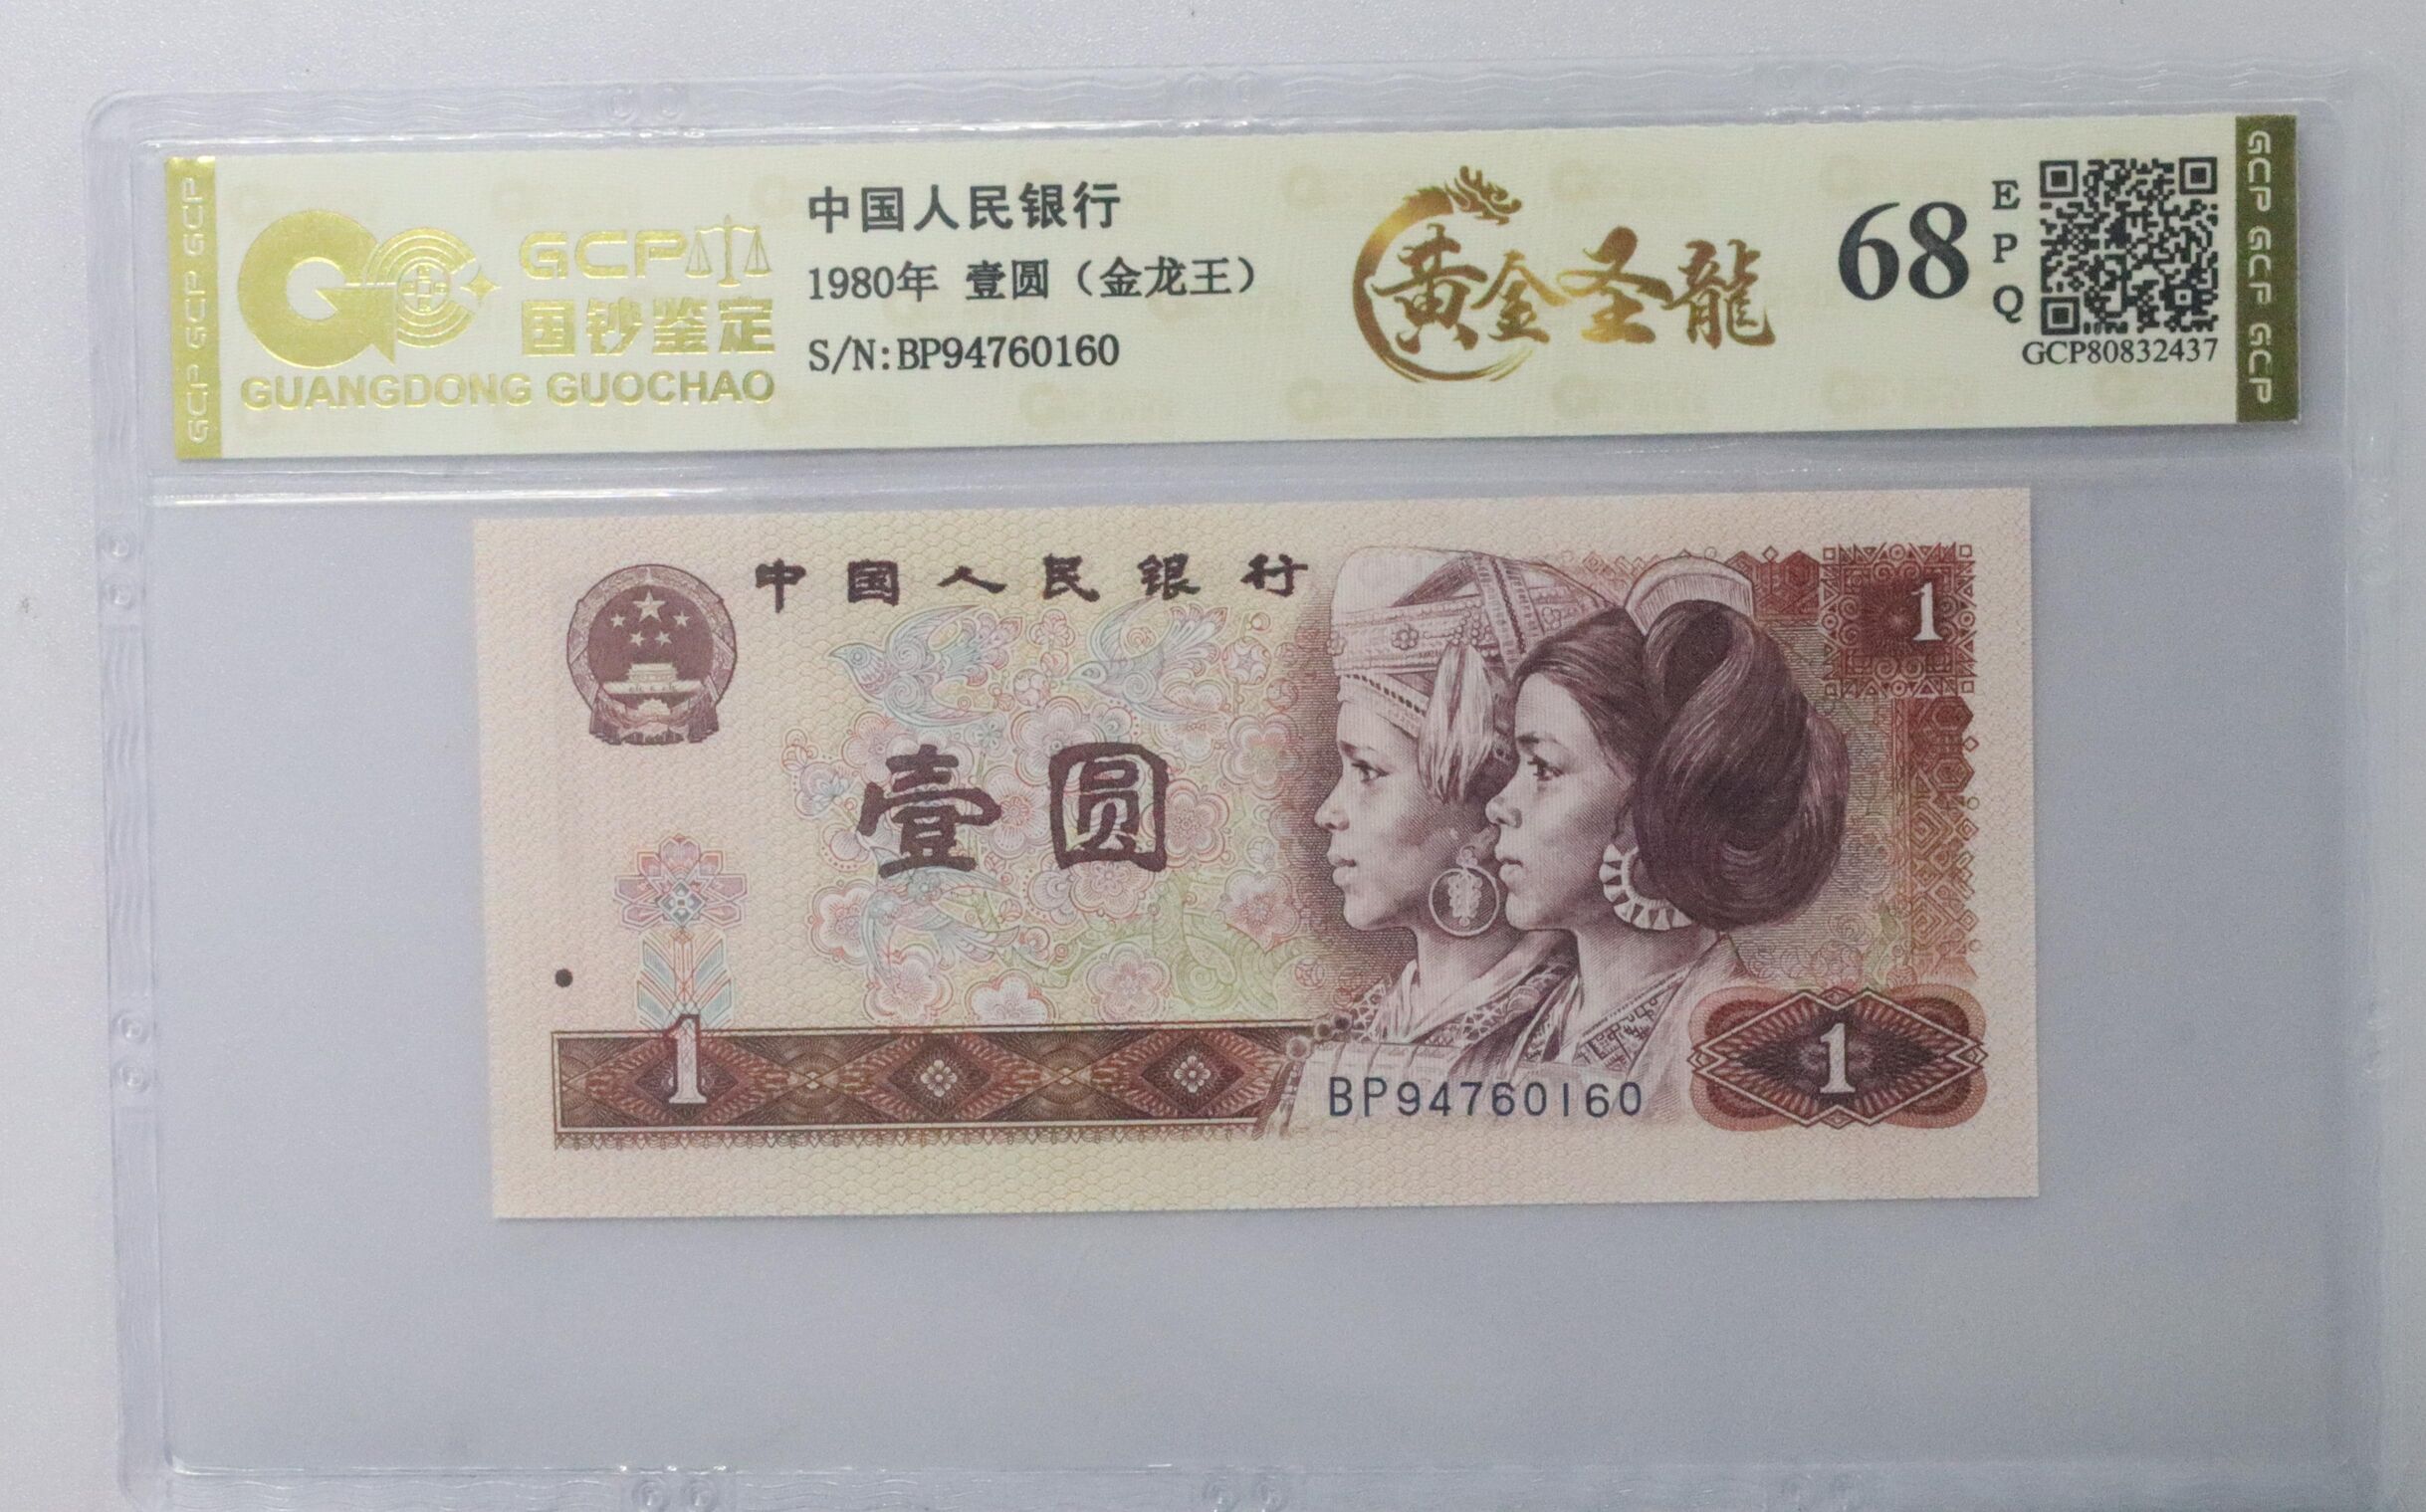 GCP GCP GCP
GCP
国钞鉴定
GUANGDONG GUOCHAO
中国人民银行
1980年 壹圆（金龙王）
S/N:BP94760160
黄金圣龍
68
E
P
Q
GCP80832437
GCP GCP GCP
中国人民银行
1
壹圆
1
BP94760160
1